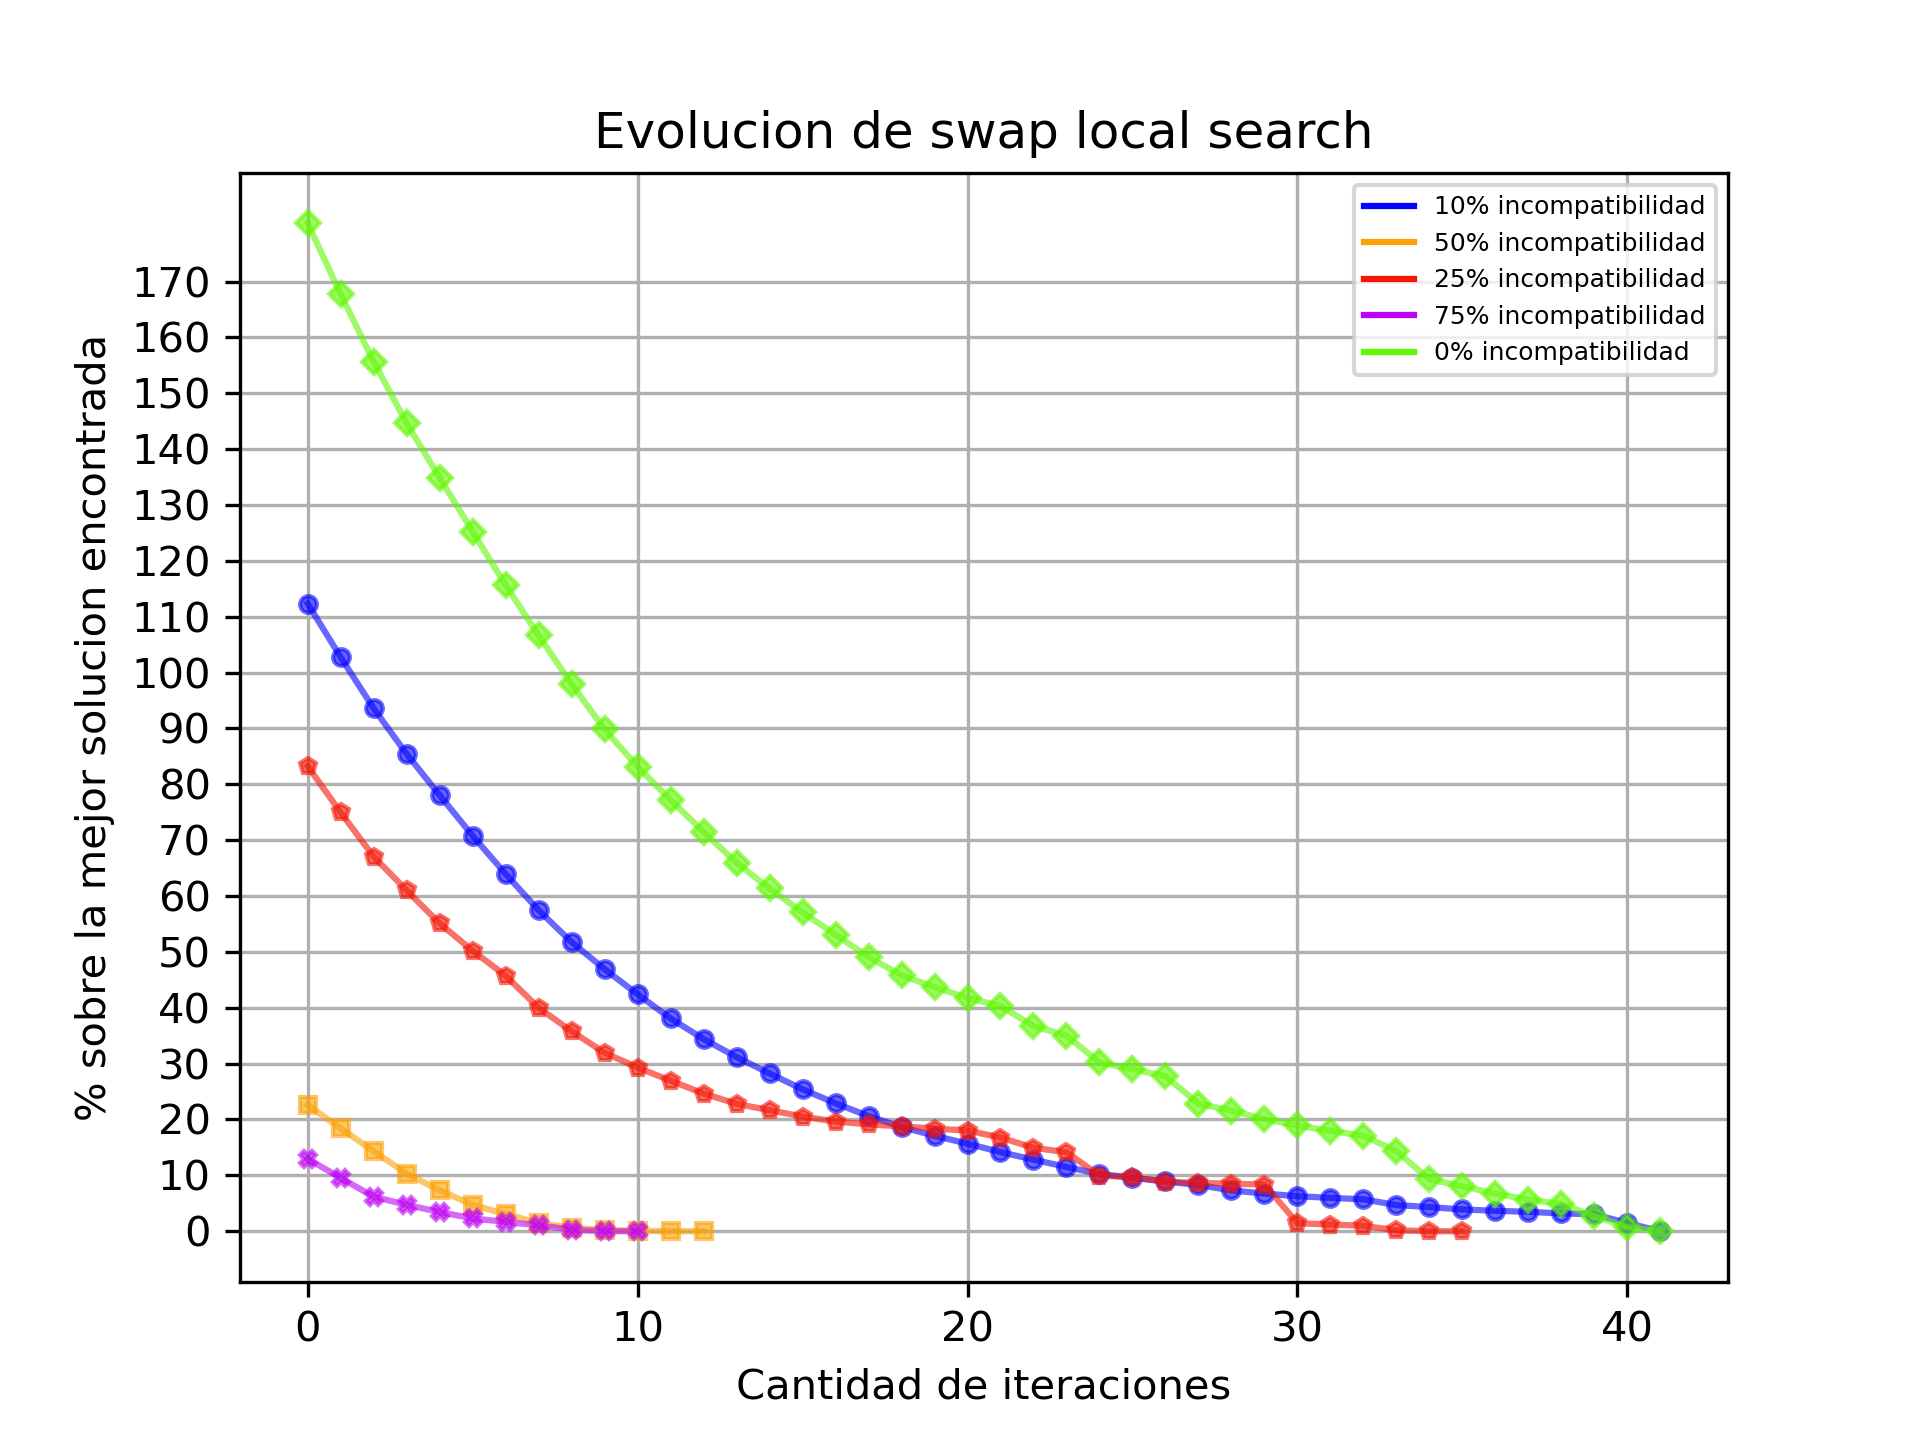 Evolucion de swap local search
10% incompatibilidad
50% incompatibilidad
25% incompatibilidad
75% incompatibilidad
0% incompatibilidad
% sobre la mejor solucion encontrada
170
160
150
140
130
120
110
100
90
80
70
60
50
40
30
20
10
0
0 10 20 30 40
Cantidad de iteraciones